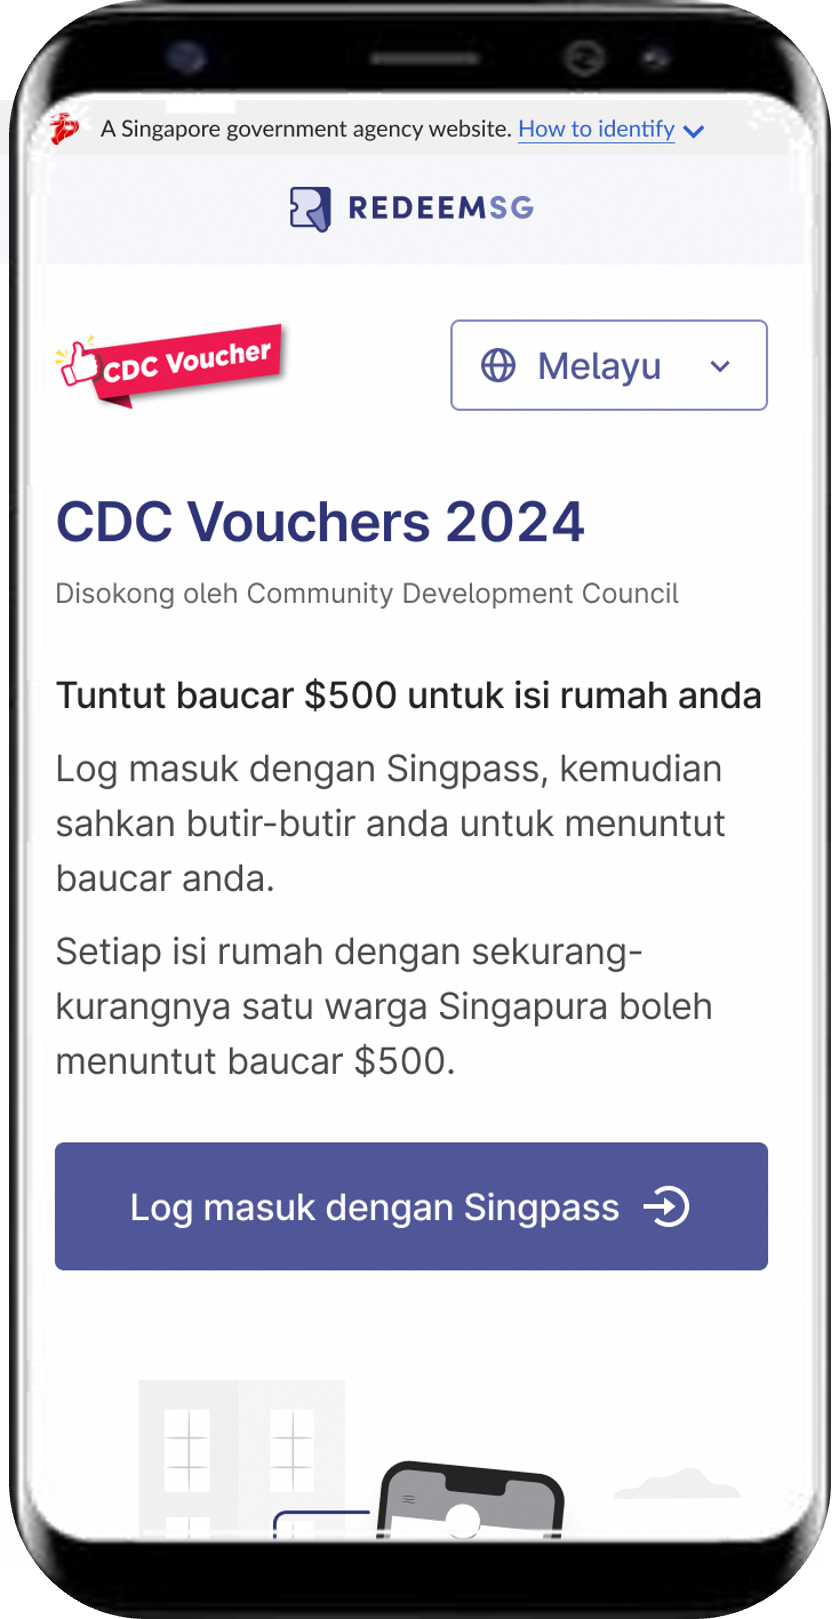 A Singapore government agency website. How to identify
REDEEMSG
CDC Voucher
Melayu
CDC Vouchers 2024
Disokong oleh Community Development Council
Tuntut baucar $500 untuk isi rumah anda
Log masuk dengan Singpass, kemudian
sahkan butir-butir anda untuk menuntut
baucar anda.
Setiap isi rumah dengan sekurang-
kurangnya satu warga Singapura boleh
menuntut baucar $500.
Log masuk dengan Singpass